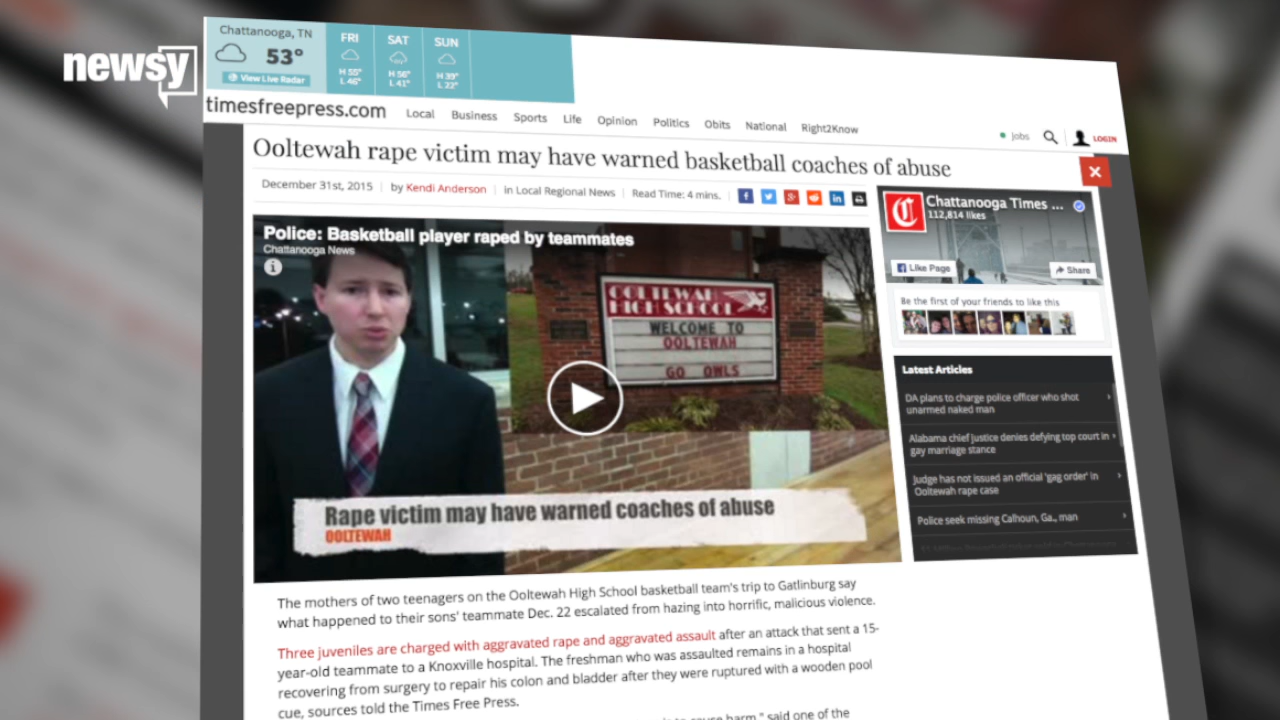 newsy
Chattanooga, TN
53°
View Live Radar
FRI
H 55°
L 46°
SAT
H 56°
L 41°
SUN
H 39°
L 22°
timesfreepress.com
Local Business Sports Life Opinion Politics Obits National Right2Know
Jobs
LOGIN
Ooltewah rape victim may have warned basketball coaches of abuse
December 31st, 2015 | by Kendi Anderson | in Local Regional News | Read Time: 4 mins.
Police: Basketball player raped by teammates
Chattanooga News
OOLTEWAH
HIGH SCHOOL
WELCOME TO
OOLTEWAH
GO OWLS
Rape victim may have warned coaches of abuse
OOLTEWAH
Chattanooga Times ...
112,814 likes
Like Page
Share
Be the first of your friends to like this
Latest Articles
DA plans to charge police officer who shot
unarmed naked man
Alabama chief justice denies defying top court in
gay marriage stance
Judge has not issued an official 'gag order' in
Ooltewah rape case
Police seek missing Calhoun, Ga., man
The mothers of two teenagers on the Ooltewah High School basketball team's trip to Gatlinburg say
what happened to their sons' teammate Dec. 22 escalated from hazing into horrific, malicious violence.
Three juveniles are charged with aggravated rape and aggravated assault after an attack that sent a 15-
year-old teammate to a Knoxville hospital. The freshman who was assaulted remains in a hospital
recovering from surgery to repair his colon and bladder after they were ruptured with a wooden pool
cue, sources told the Times Free Press.
to cause harm," said one of the